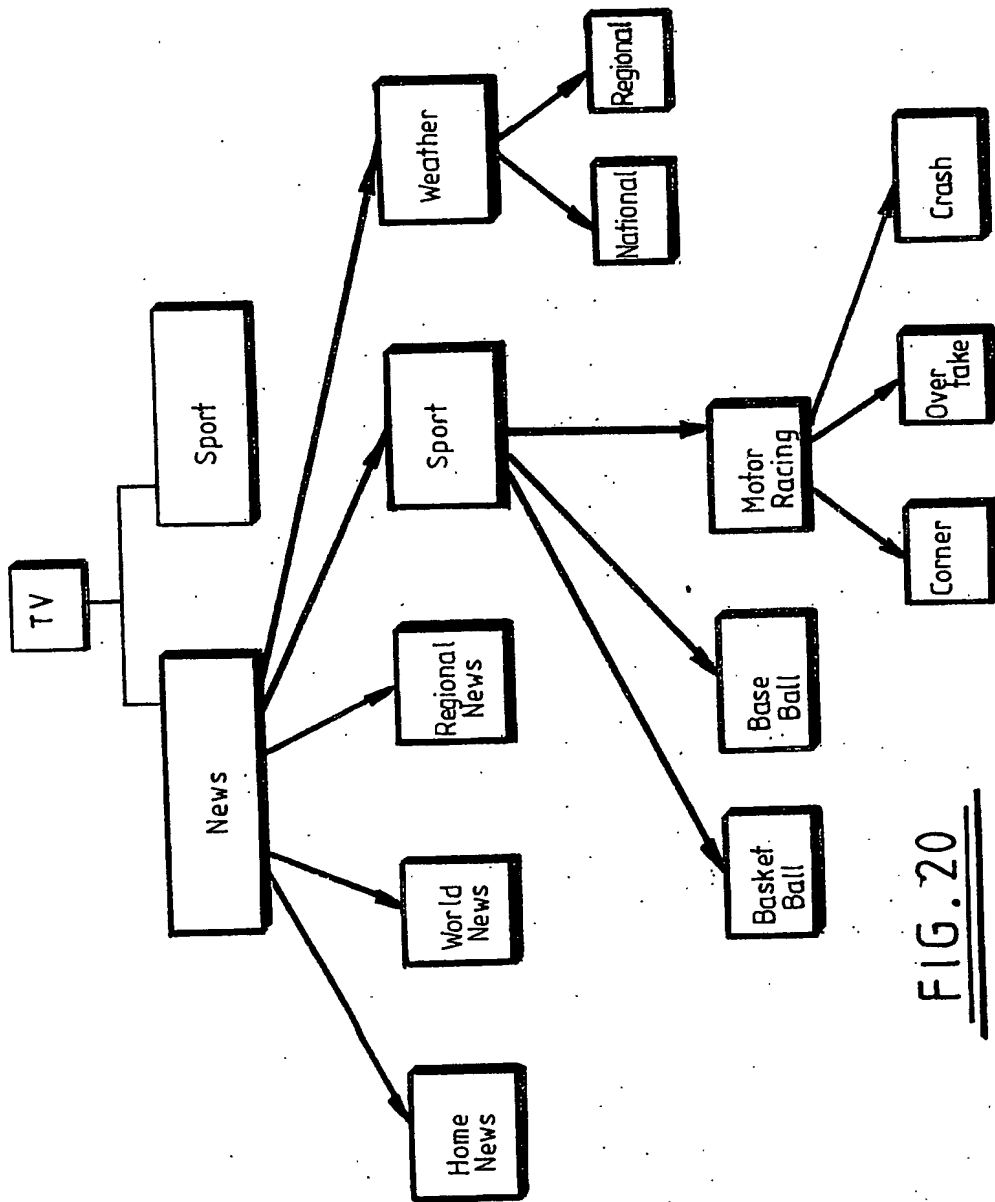 TV
News
Sport
Home
News
World
News
Regional
News
Sport
Weather
National
Regional
Basket
Ball
Base
Ball
Motor
Racing
Corner
Over
take
Crash
FIG.20